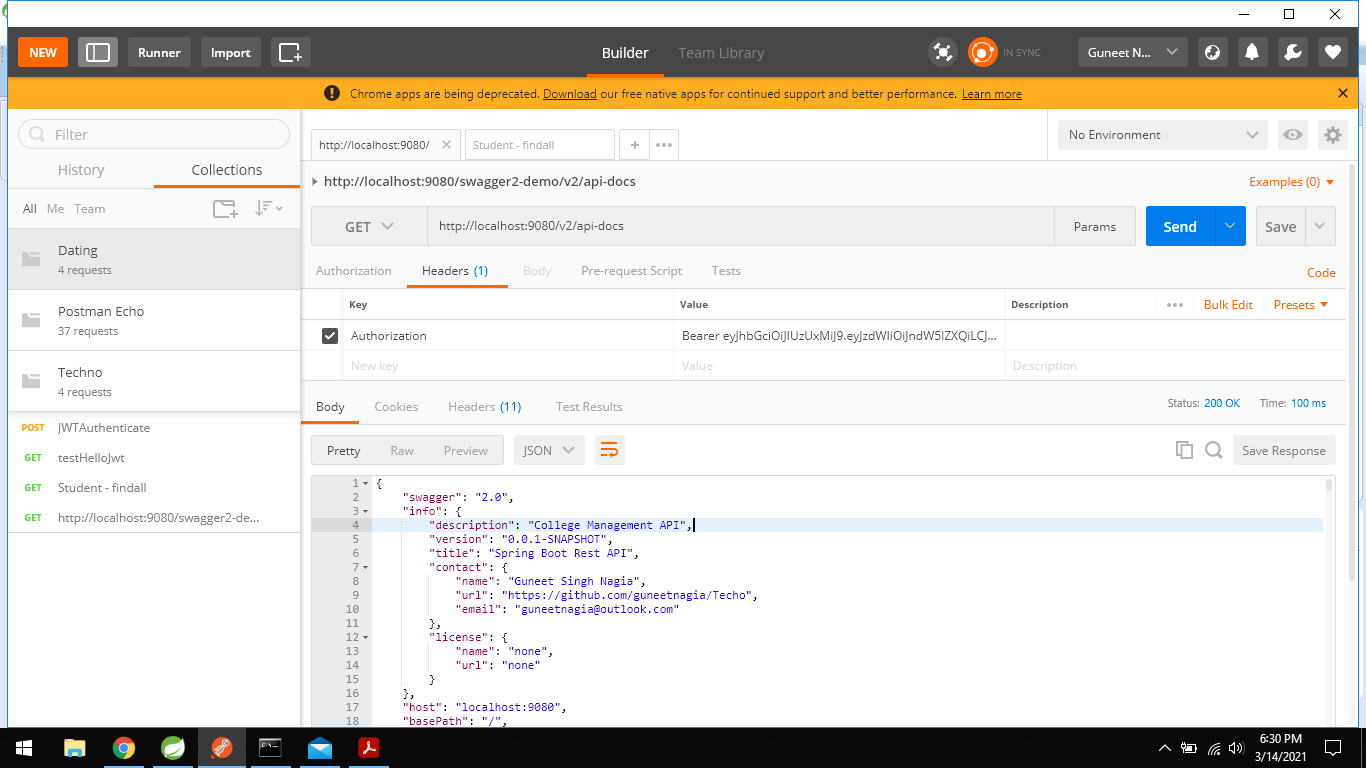 NEW Runner Import Builder Team Library IN SYNC Guneet N...
Chrome apps are being deprecated. Download our free native apps for continued support and better performance. Learn more
Filter
History Collections
All Me Team
Dating
4 requests
Postman Echo
37 requests
Techno
4 requests
POST JWTAuthenticate
GET testHelloJwt
GET Student - findall
GET http://localhost:9080/swagger2-de...
http://localhost:9080/ Student - findall No Environment
http://localhost:9080/swagger2-demo/v2/api-docs Examples (0)
GET http://localhost:9080/v2/api-docs Params Send Save
Authorization Headers (1) Body Pre-request Script Tests Code
Key Value Description Bulk Edit Presets
Authorization Bearer eyJhbGciOiJIUzUxMiJ9.eyJzdWIiOiJndW5lZXQiLCJ...
New key Value Description
Body Cookies Headers (11) Test Results Status: 200 OK Time: 100 ms
Pretty Raw Preview JSON Save Response
1 {
2 "swagger": "2.0",
3 "info": {
4 "description": "College Management API",
5 "version": "0.0.1-SNAPSHOT",
6 "title": "Spring Boot Rest API",
7 "contact": {
8 "name": "Guneet Singh Nagia",
9 "url": "https://github.com/guneetnagia/Techo",
10 "email": "guneetnagia@outlook.com"
11 },
12 "license": {
13 "name": "none",
14 "url": "none"
15 }
16 },
17 "host": "localhost:9080",
18 "basePath": "/",
6:30 PM
3/14/2021